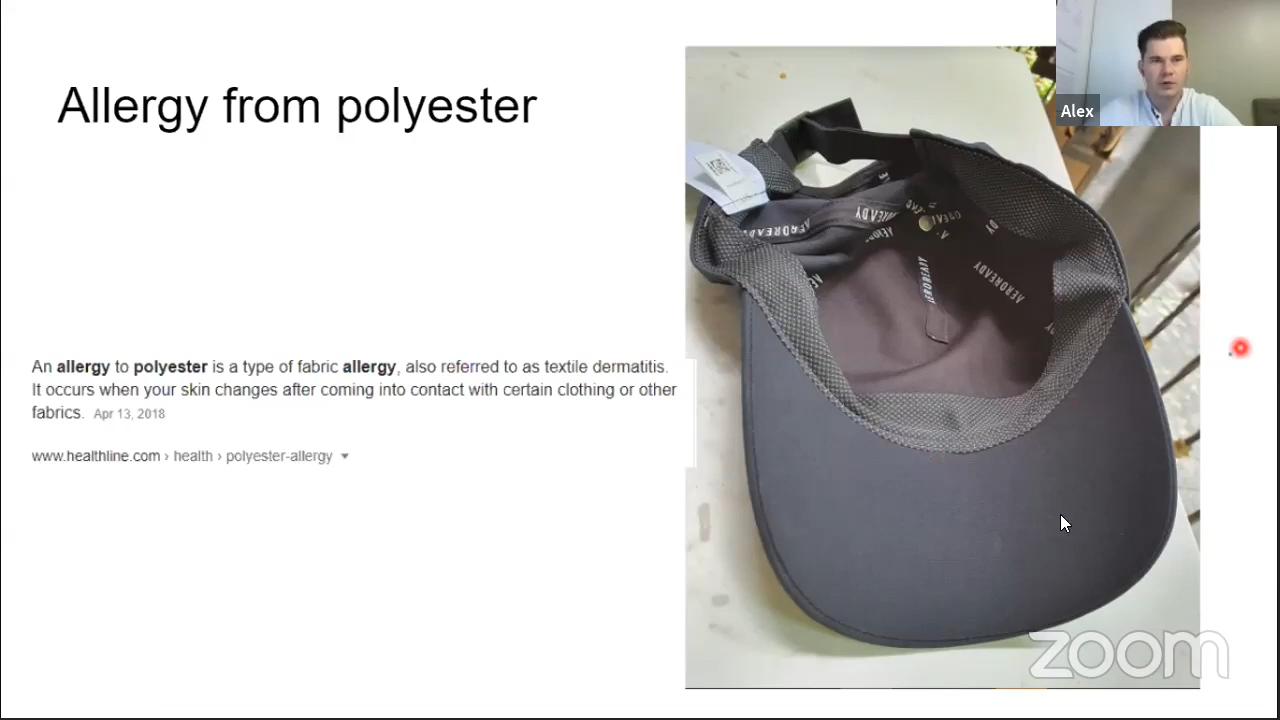 Allergy from polyester
Alex
An allergy to polyester is a type of fabric allergy, also referred to as textile dermatitis.
It occurs when your skin changes after coming into contact with certain clothing or other
fabrics. Apr 13, 2018
www.healthline.com › health › polyester-allergy
AEROREADY
AEROREADY
AEROREADY
zoom